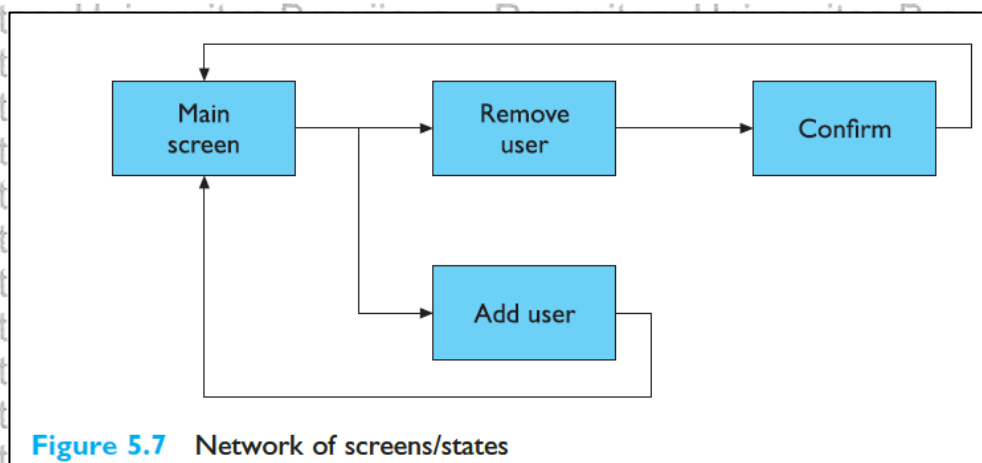 Main
screen
Remove
user
Confirm
Add user
Figure 5.7 Network of screens/states